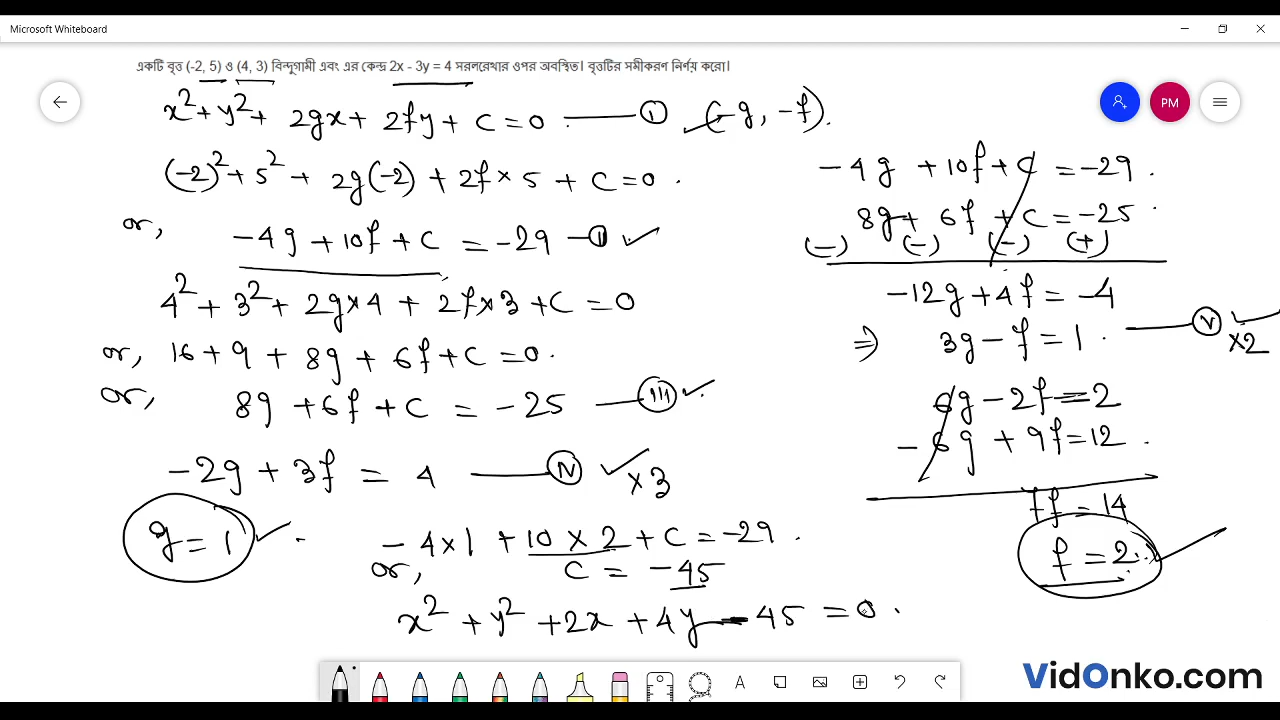 Microsoft Whiteboard
একটি বৃত্ত (-2, 5) ও (4, 3) বিন্দুগামী এবং এর কেন্দ্র 2x - 3y = 4 সরলরেখার ওপর অবস্থিত। বৃত্তটির সমীকরণ নির্ণয় করো।
x² + y² + 2gx + 2fy + c = 0 — (I) ✓(-g, -f).
PM
(-2)² + 5² + 2g(-2) + 2f × 5 + c = 0.
or, -4g + 10f + c = -29 — (II) ✓
4² + 3² + 2g×4 + 2f×3 + c = 0
or, 16 + 9 + 8g + 6f + c = 0.
or, 8g + 6f + c = -25 — (III) ✓
-2g + 3f = 4 — (IV) ✓ ×3
g = 1 ✓
-4×1 + 10 × 2 + c = -29.
or, c = -45
x² + y² + 2x + 4y - 45 = 0.
-4g + 10f + c = -29.
8g + 6f + c = -25.
(-) (-) (-) (+)
-12g + 4f = -4
⇒ 3g - f = 1. — (V) ✓ ×2
6g - 2f = 2
-6g + 9f = 12.
7f = 14
f = 2. ✓
A
VidOnko.com